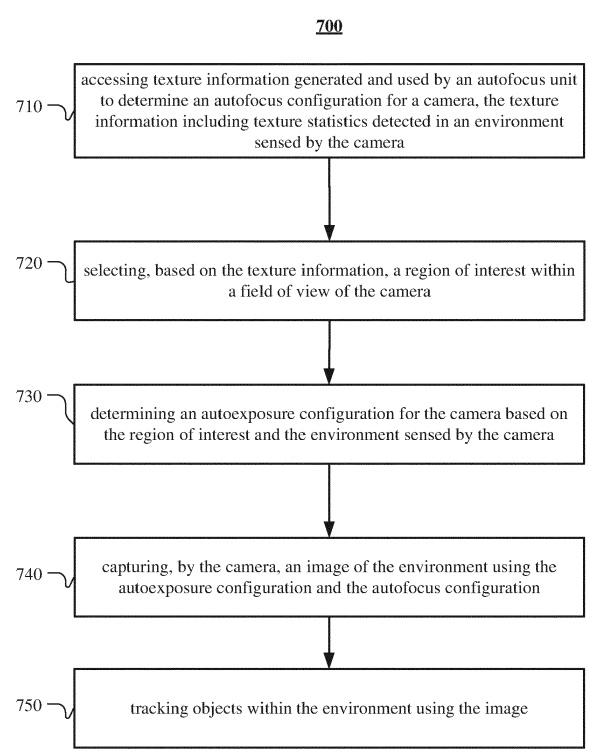 700
710
accessing texture information generated and used by an autofocus unit
to determine an autofocus configuration for a camera, the texture
information including texture statistics detected in an environment
sensed by the camera
720
selecting, based on the texture information, a region of interest within
a field of view of the camera
730
determining an autoexposure configuration for the camera based on
the region of interest and the environment sensed by the camera
740
capturing, by the camera, an image of the environment using the
autoexposure configuration and the autofocus configuration
750
tracking objects within the environment using the image